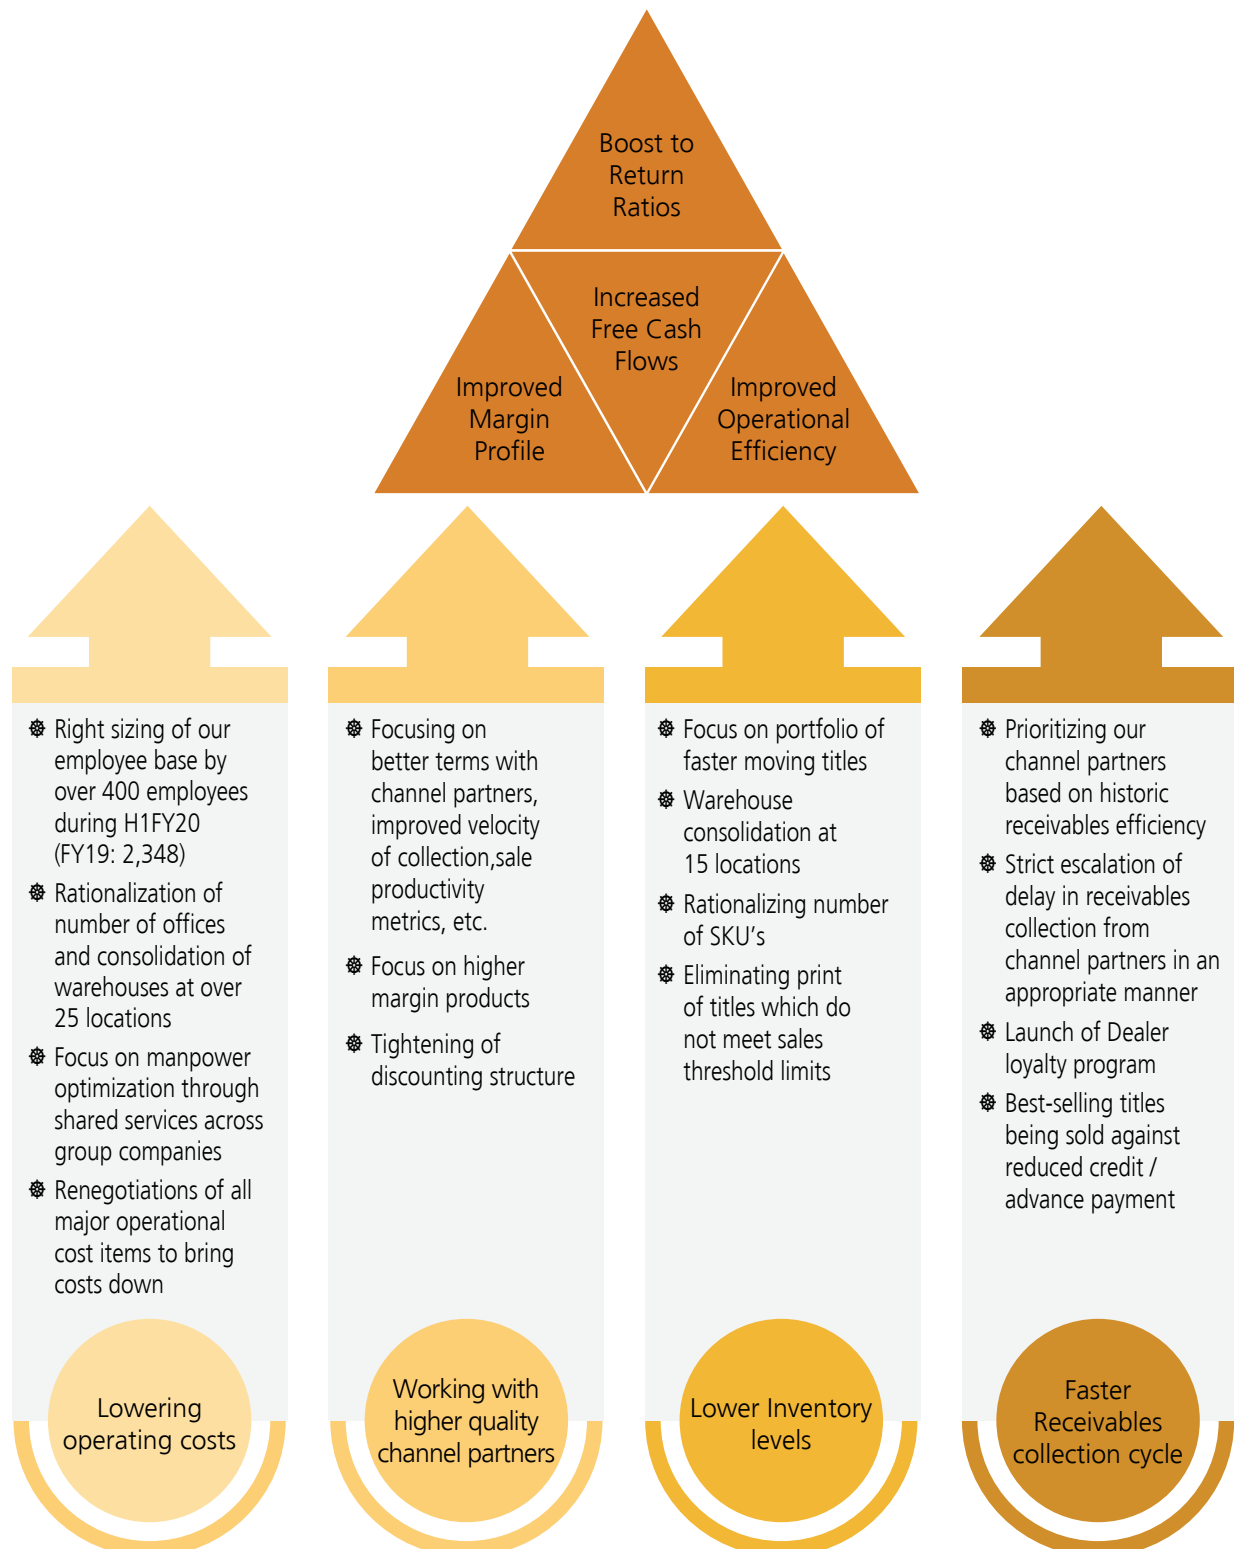 Boost to
Return
Ratios
Increased
Free Cash
Flows
Improved
Margin
Profile
Improved
Operational
Efficiency
Right sizing of our
employee base by
over 400 employees
during H1FY20
(FY19: 2,348)
Rationalization of
number of offices
and consolidation of
warehouses at over
25 locations
Focus on manpower
optimization through
shared services across
group companies
Renegotiations of all
major operational
cost items to bring
costs down
Lowering
operating costs
Focusing on
better terms with
channel partners,
improved velocity
of collection,sale
productivity
metrics, etc.
Focus on higher
margin products
Tightening of
discounting structure
Working with
higher quality
channel partners
Focus on portfolio of
faster moving titles
Warehouse
consolidation at
15 locations
Rationalizing number
of SKU's
Eliminating print
of titles which do
not meet sales
threshold limits
Lower Inventory
levels
Prioritizing our
channel partners
based on historic
receivables efficiency
Strict escalation of
delay in receivables
collection from
channel partners in an
appropriate manner
Launch of Dealer
loyalty program
Best-selling titles
being sold against
reduced credit /
advance payment
Faster
Receivables
collection cycle